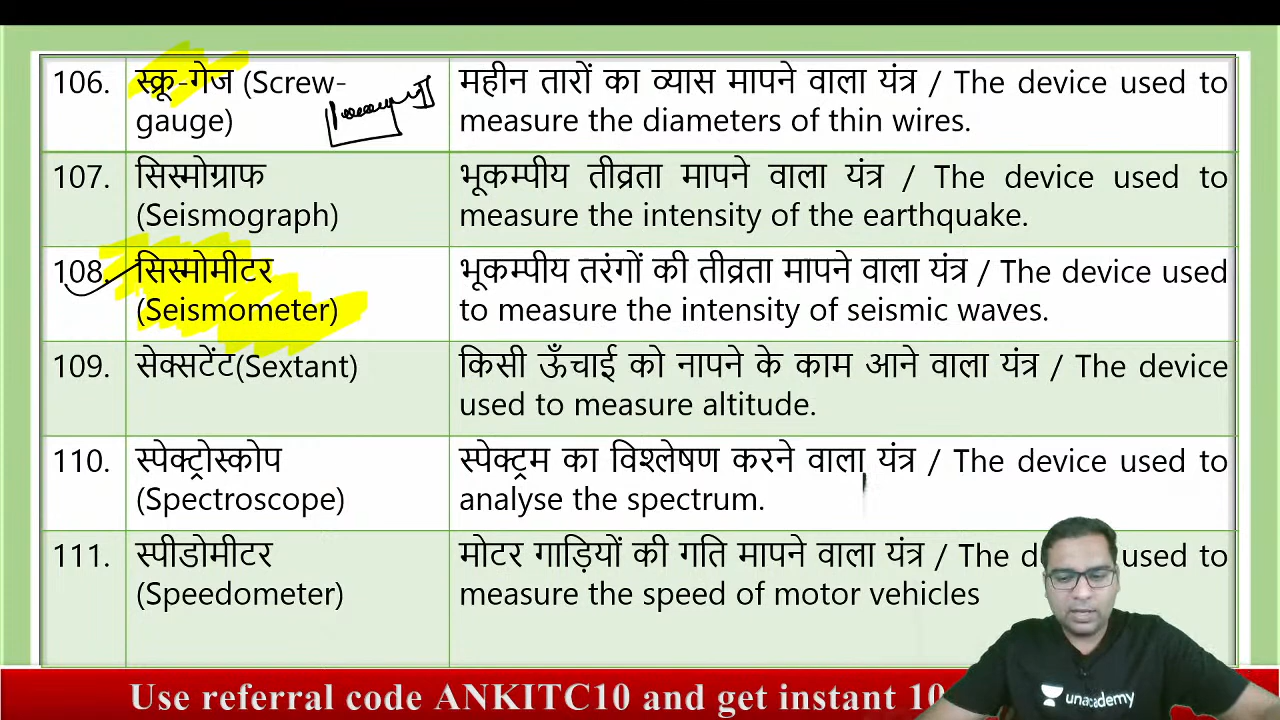 106. स्क्रू-गेज (Screw-gauge) महीन तारों का व्यास मापने वाला यंत्र / The device used to
measure the diameters of thin wires.
107. सिस्मोग्राफ भूकम्पीय तीव्रता मापने वाला यंत्र / The device used to
(Seismograph) measure the intensity of the earthquake.
108. सिस्मोमीटर भूकम्पीय तरंगों की तीव्रता मापने वाला यंत्र / The device used
(Seismometer) to measure the intensity of seismic waves.
109. सेक्सटेंट(Sextant) किसी ऊँचाई को नापने के काम आने वाला यंत्र / The device
used to measure altitude.
110. स्पेक्ट्रोस्कोप स्पेक्ट्रम का विश्लेषण करने वाला यंत्र / The device used to
(Spectroscope) analyse the spectrum.
111. स्पीडोमीटर मोटर गाड़ियों की गति मापने वाला यंत्र / The used to
(Speedometer) measure the speed of motor vehicles
Use referral code ANKITC10 and get instant 10
unacademy